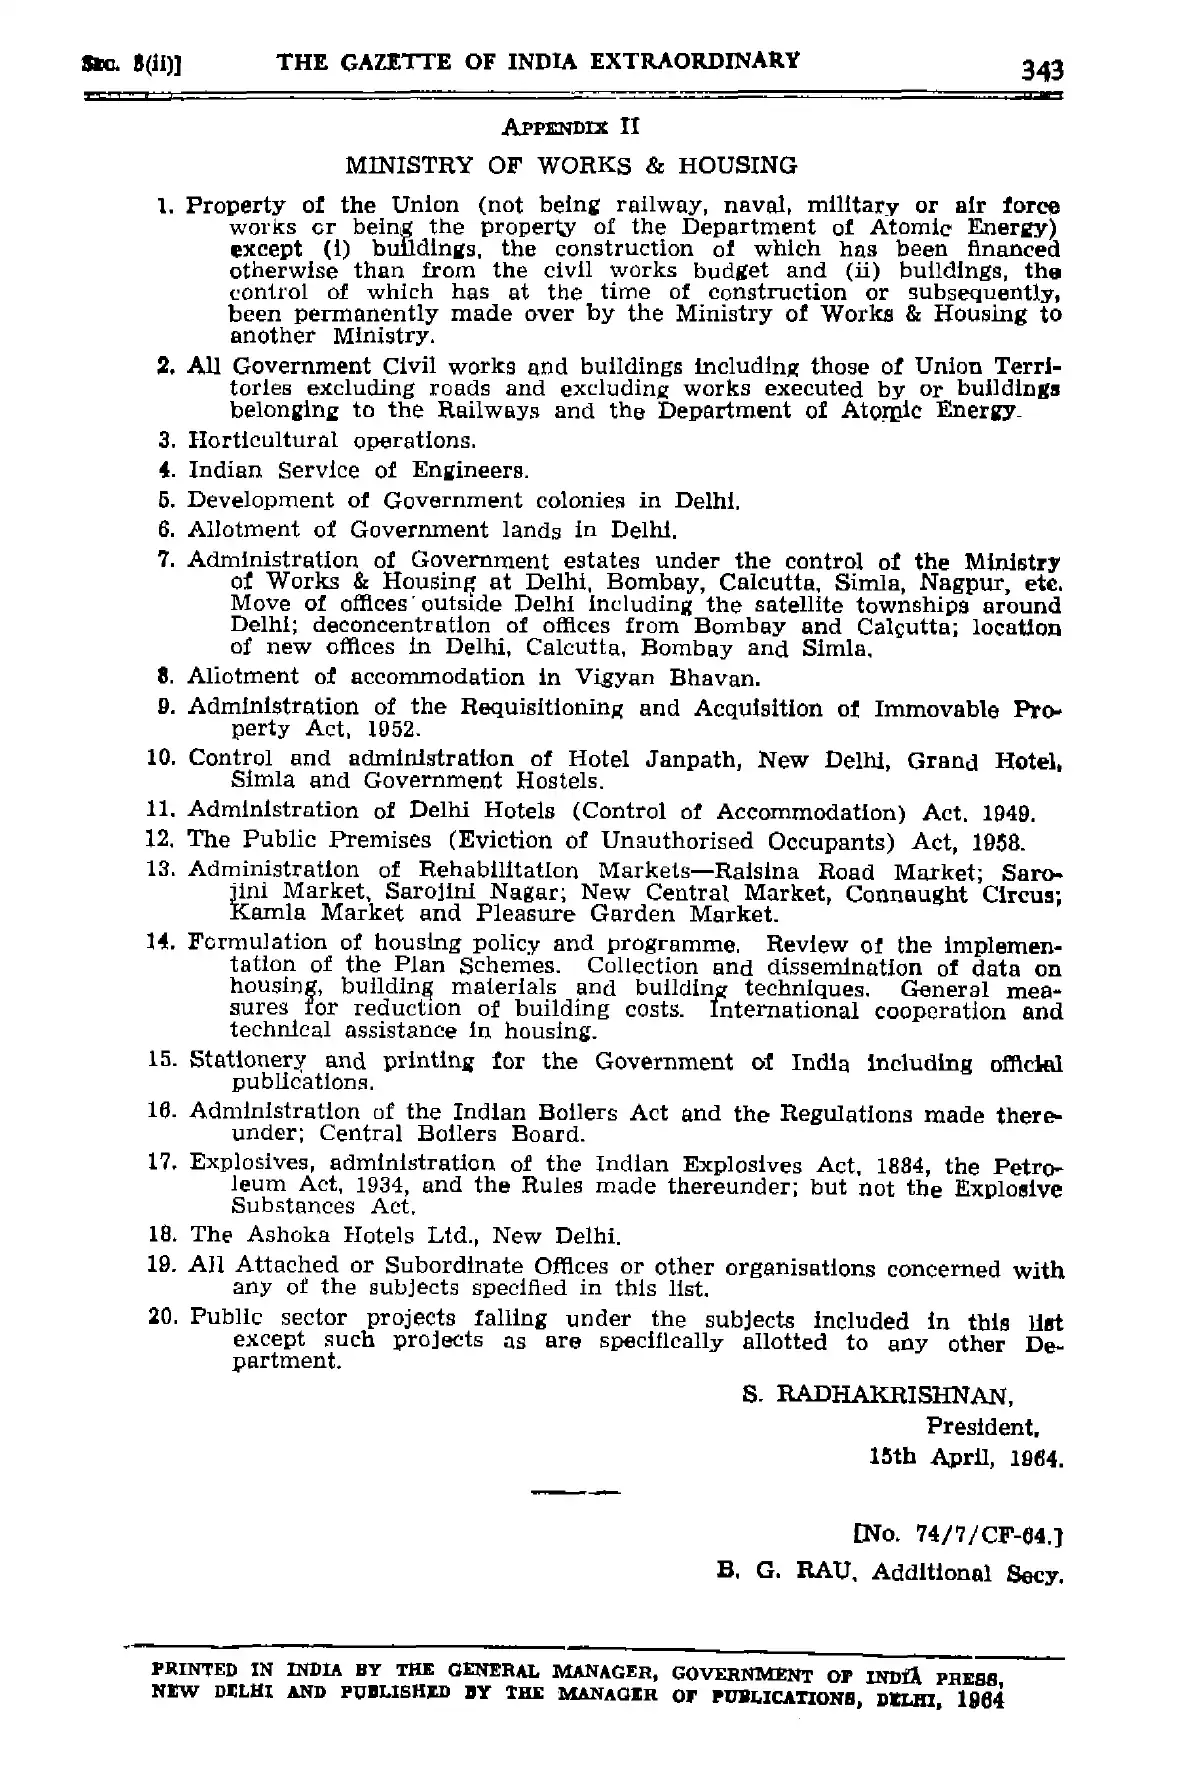 SEC. 3(ii)] THE GAZETTE OF INDIA EXTRAORDINARY 343
APPENDIX II
MINISTRY OF WORKS & HOUSING
1. Property of the Union (not being railway, naval, military or air force
works or being the property of the Department of Atomic Energy)
except (i) buildings, the construction of which has been financed
otherwise than from the civil works budget and (ii) buildings, the
control of which has at the time of construction or subsequently,
been permanently made over by the Ministry of Works & Housing to
another Ministry.
2. All Government Civil works and buildings including those of Union Terri-
tories excluding roads and excluding works executed by or buildings
belonging to the Railways and the Department of Atomic Energy.
3. Horticultural operations.
4. Indian Service of Engineers.
5. Development of Government colonies in Delhi.
6. Allotment of Government lands in Delhi.
7. Administration of Government estates under the control of the Ministry
of Works & Housing at Delhi, Bombay, Calcutta, Simla, Nagpur, etc.
Move of offices outside Delhi including the satellite townships around
Delhi; deconcentration of offices from Bombay and Calcutta; location
of new offices in Delhi, Calcutta, Bombay and Simla.
8. Allotment of accommodation in Vigyan Bhavan.
9. Administration of the Requisitioning and Acquisition of Immovable Pro-
perty Act, 1952.
10. Control and administration of Hotel Janpath, New Delhi, Grand Hotel,
Simla and Government Hostels.
11. Administration of Delhi Hotels (Control of Accommodation) Act, 1949.
12. The Public Premises (Eviction of Unauthorised Occupants) Act, 1958.
13. Administration of Rehabilitation Markets—Raisina Road Market; Saro-
jini Market, Sarojini Nagar; New Central Market, Connaught Circus;
Kamla Market and Pleasure Garden Market.
14. Formulation of housing policy and programme. Review of the implemen-
tation of the Plan Schemes. Collection and dissemination of data on
housing, building materials and building techniques. General mea-
sures for reduction of building costs. International cooperation and
technical assistance in housing.
15. Stationery and printing for the Government of India including official
publications.
16. Administration of the Indian Boilers Act and the Regulations made there-
under; Central Boilers Board.
17. Explosives, administration of the Indian Explosives Act, 1884, the Petro-
leum Act, 1934, and the Rules made thereunder; but not the Explosive
Substances Act.
18. The Ashoka Hotels Ltd., New Delhi.
19. All Attached or Subordinate Offices or other organisations concerned with
any of the subjects specified in this list.
20. Public sector projects falling under the subjects included in this list
except such projects as are specifically allotted to any other De-
partment.
S. RADHAKRISHNAN,
President.
15th April, 1964.
[No. 74/7/CF-64.]
B. G. RAU, Additional Secy.
PRINTED IN INDIA BY THE GENERAL MANAGER, GOVERNMENT OF INDIA PRESS,
NEW DELHI AND PUBLISHED BY THE MANAGER OF PUBLICATIONS, DELHI, 1964